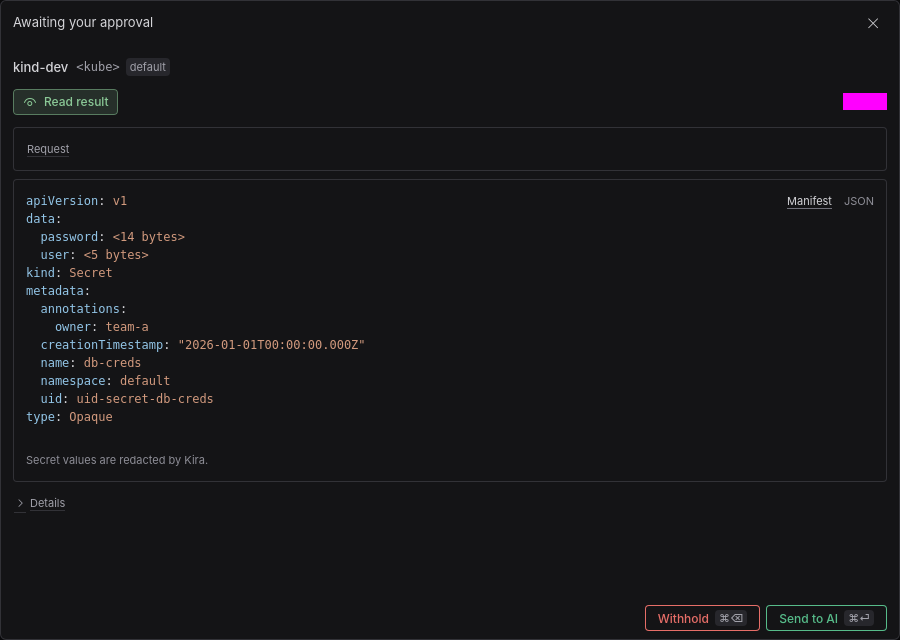 Awaiting your approval
kind-dev <kube> default
Read result
Request
Manifest JSON
apiVersion: v1
data:
  password: <14 bytes>
  user: <5 bytes>
kind: Secret
metadata:
  annotations:
    owner: team-a
  creationTimestamp: "2026-01-01T00:00:00.000Z"
  name: db-creds
  namespace: default
  uid: uid-secret-db-creds
type: Opaque
Secret values are redacted by Kira.
Details
Withhold ⌘⌫ Send to AI ⌘⏎